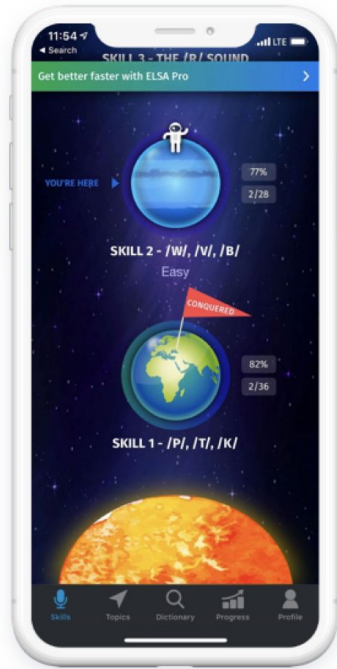 11:54
LTE
◀ Search
SKILL 3 - THE /R/ SOUND
Get better faster with ELSA Pro
YOU'RE HERE
77%
2/28
SKILL 2 - /W/, /V/, /B/
Easy
CONQUERED
82%
2/36
SKILL 1 - /P/, /T/, /K/
Skills
Topics
Dictionary
Progress
Profile